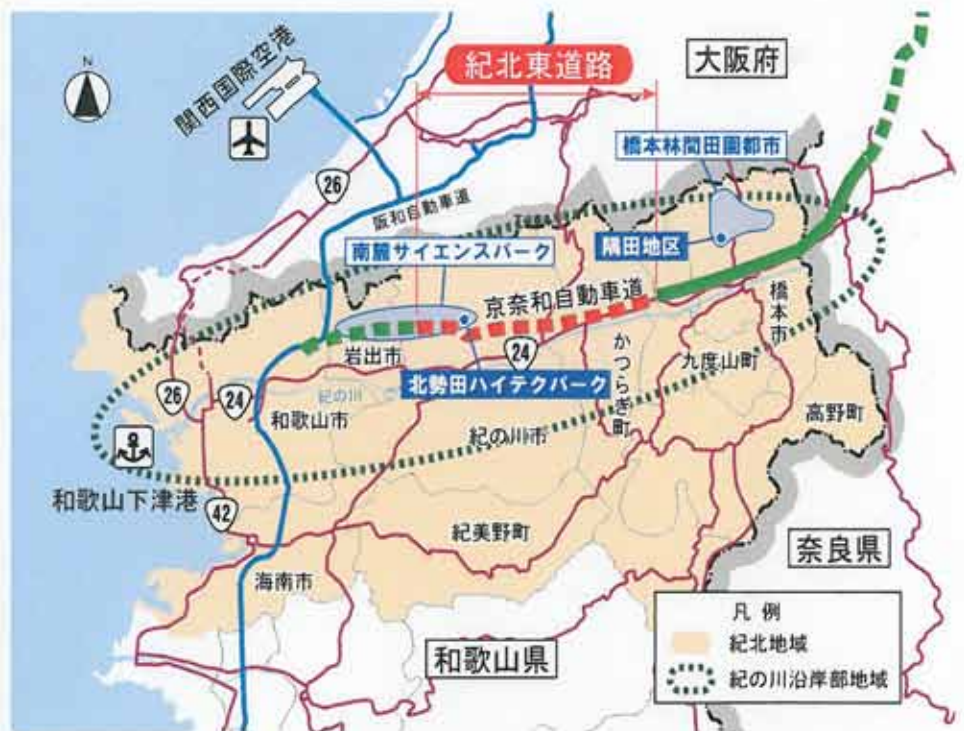 N
紀北東道路
大阪府
関西国際空港
26
橋本林間田園都市
阪和自動車道
南麓サイエンスパーク
隅田地区
京奈和自動車道
橋本市
岩出市
24
かつらぎ町
九度山町
北勢田ハイテクパーク
26
24
紀の川
和歌山市
紀の川市
高野町
和歌山下津港
42
紀美野町
奈良県
海南市
凡例
紀北地域
紀の川沿岸部地域
和歌山県